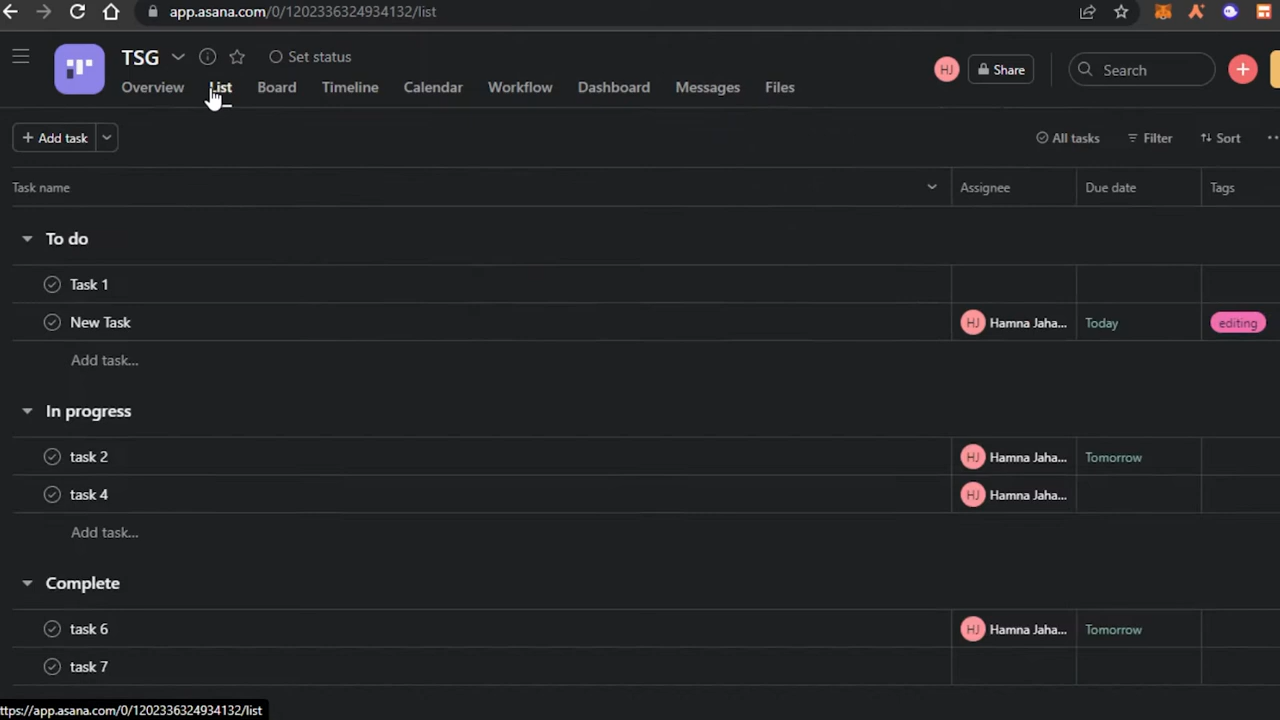 app.asana.com/0/1202336324934132/list
TSG
Set status
HJ
Share
Search
Overview
List
Board
Timeline
Calendar
Workflow
Dashboard
Messages
Files
+ Add task
All tasks
Filter
Sort
Task name
Assignee
Due date
Tags
To do
Task 1
New Task
HJ Hamna Jaha...
Today
editing
Add task...
In progress
task 2
HJ Hamna Jaha...
Tomorrow
task 4
HJ Hamna Jaha...
Add task...
Complete
task 6
HJ Hamna Jaha...
Tomorrow
task 7
ttps://app.asana.com/0/1202336324934132/list